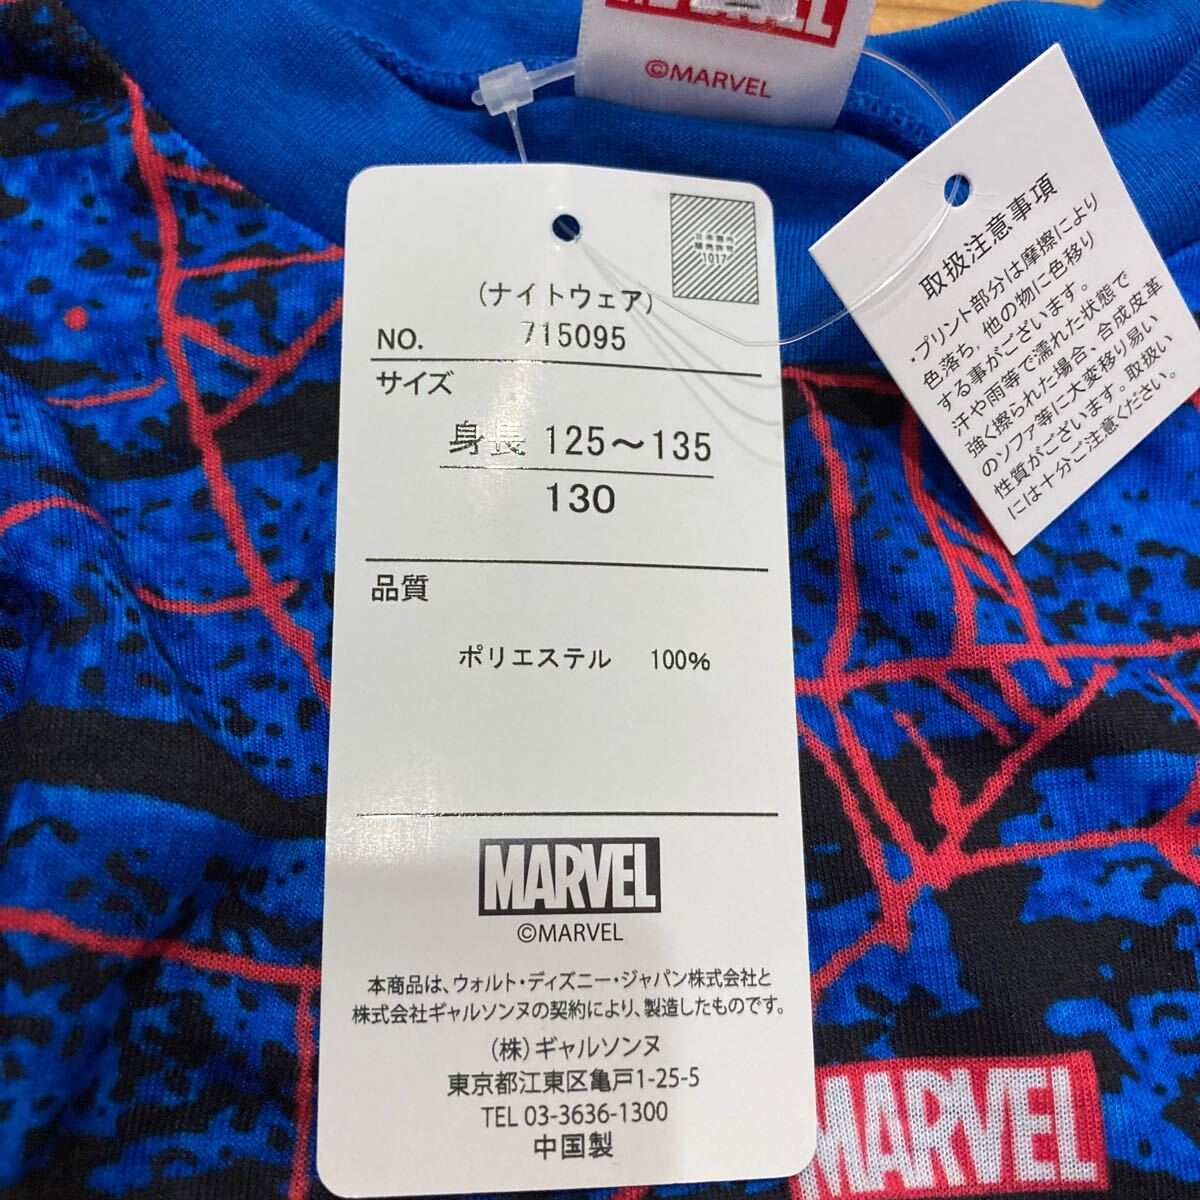 MARVEL
©MARVEL
日本国内
販売許可
1017
(ナイトウェア)
NO. 715095
サイズ
身長 125～135
130
品質
ポリエステル 100%
MARVEL
©MARVEL
本商品は、ウォルト・ディズニー・ジャパン株式会社と
株式会社ギャルソンヌの契約により、製造したものです。
(株)ギャルソンヌ
東京都江東区亀戸1-25-5
TEL 03-3636-1300
中国製
取扱注意事項
・プリント部分は摩擦により
色落ち、他の物に色移り
する事がございます。
汗や雨等で濡れた状態で
強く擦られた場合、合成皮革
のソファ等に大変移り易い
性質がございます。取扱い
には十分ご注意ください。
MARVEL